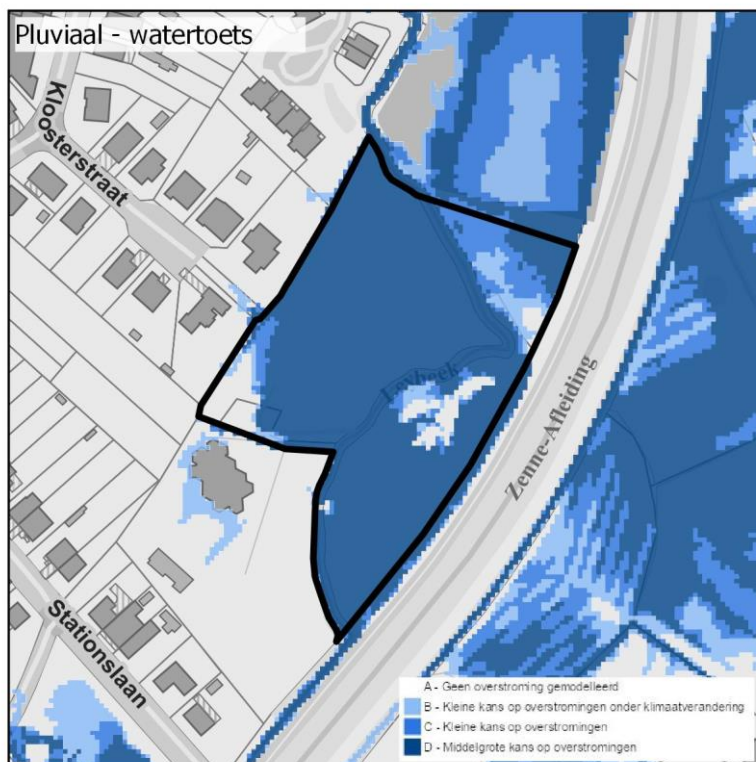 Pluviaal - watertoets
Kloosterstraat
Leybeek
Zenne-Afleiding
Stationslaan
A - Geen overstroming gemodelleerd
B - Kleine kans op overstromingen onder klimaatverandering
C - Kleine kans op overstromingen
D - Middelgrote kans op overstromingen